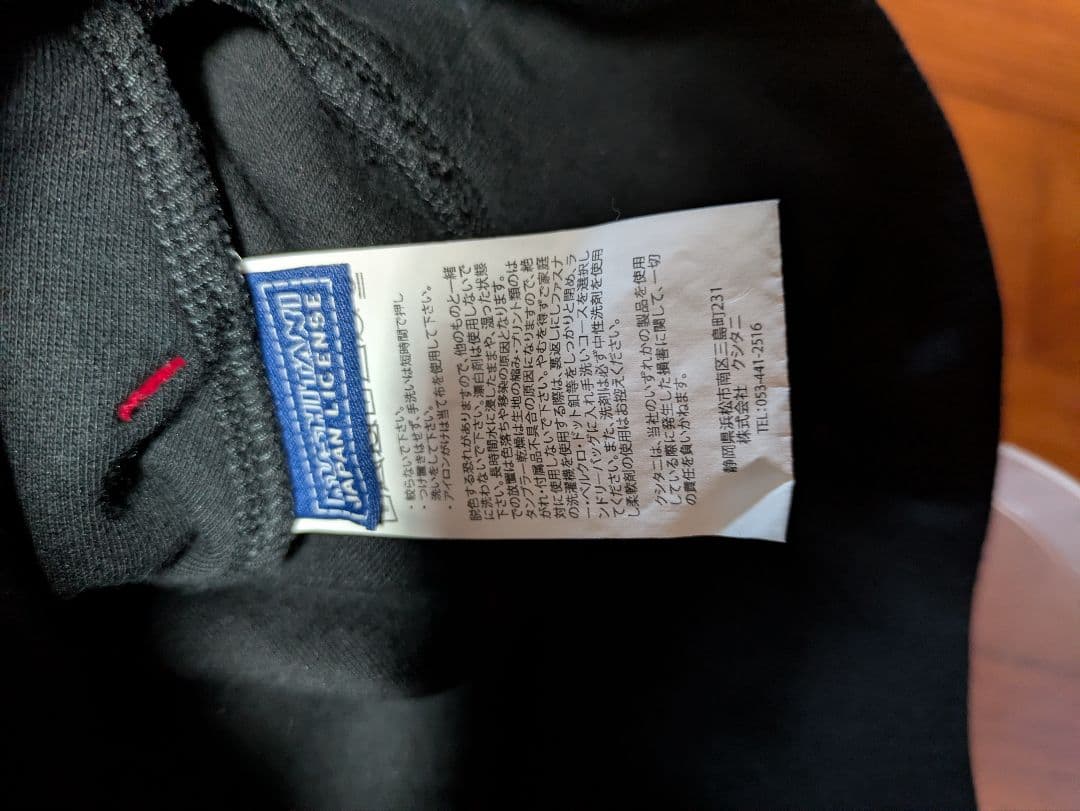 KUSHITANI
JAPAN LICENSE
・絞らないで下さい。
・つけ置きはせず、手洗いは短時間で押し
洗いをして下さい。
・アイロンがけは当て布を使用して下さい。
脱色する恐れがありますので、他のものと一緒
に洗わないで下さい。漂白剤は使用しないで
下さい。長時間水に浸したままや、湿った状態
での放置は色落ちや移染の原因となります。
タンブラー乾燥は生地の縮み・プリント類のは
がれ・付属品不具合の原因になりますので、絶
対に使用しないで下さい。やむを得ずご家庭
の洗濯機を使用する際は、裏返しにしファスナ
ー・ベルクロ・ドット釦等をしっかりと閉め、ラ
ンドリーバッグに入れ手洗いコースを選択し
てください。また、洗剤は必ず中性洗剤を使用
し柔軟剤の使用はお控えください。
クシタニは、当社のいずれかの製品を使用
している際に発生した損害に関して、一切
の責任を負いかねます。
静岡県浜松市南区三島町231
株式会社 クシタニ
TEL:053-441-2516